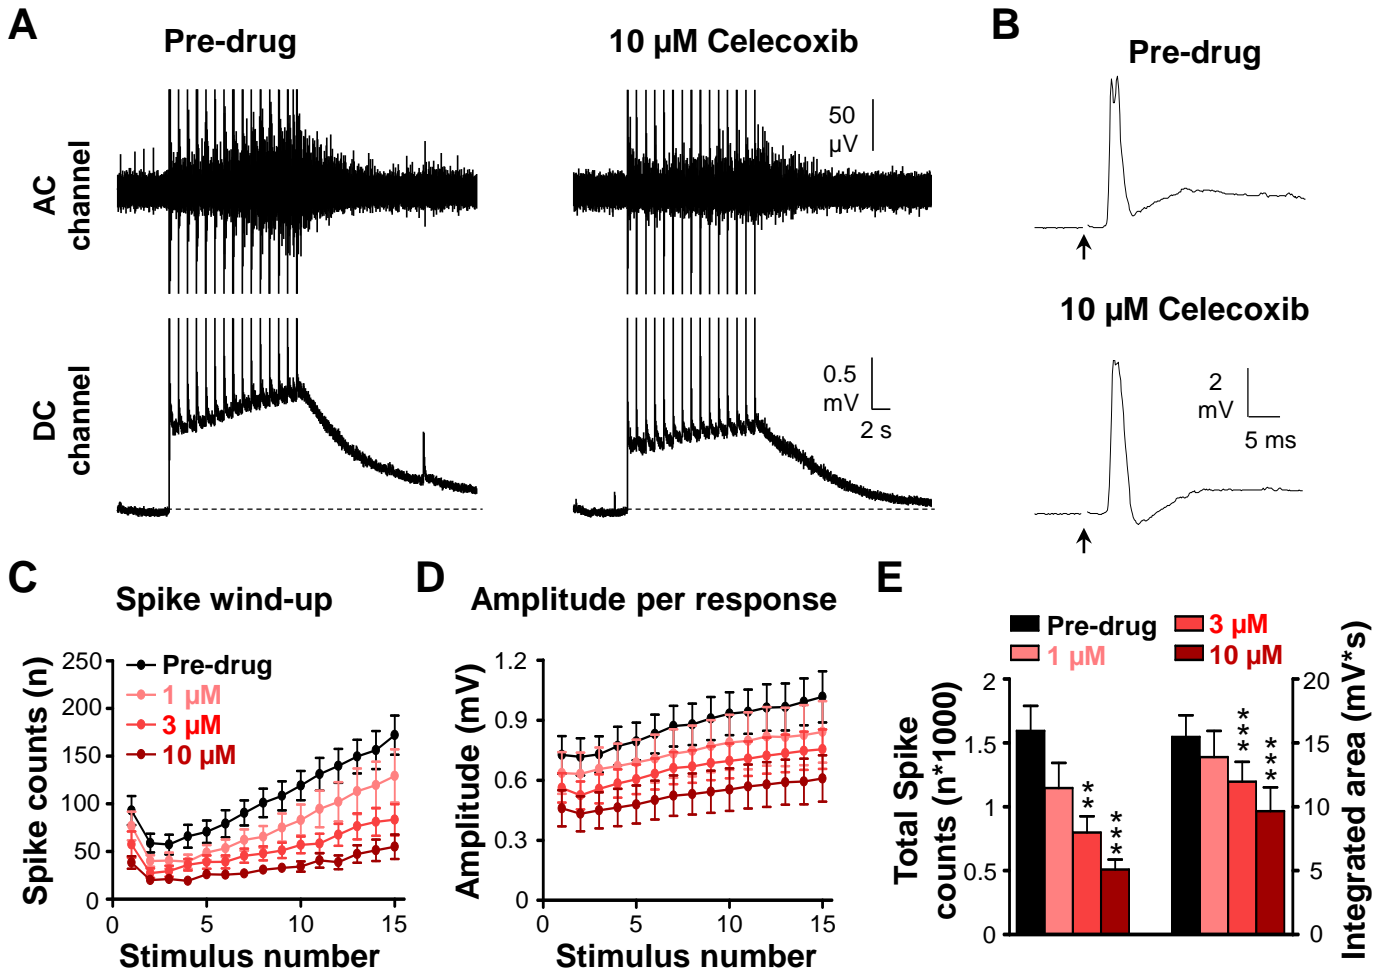 A
Pre-drug
10 µM Celecoxib
AC
channel
50
µV
DC
channel
0.5
mV
2 s
B
Pre-drug
10 µM Celecoxib
2
mV
5 ms
C
Spike wind-up
Spike counts (n)
250
200
150
100
50
0
Pre-drug
1 µM
3 µM
10 µM
0
5
10
15
Stimulus number
D
Amplitude per response
Amplitude (mV)
1.2
0.9
0.6
0.3
0
0
5
10
15
Stimulus number
E
Pre-drug
1 µM
3 µM
10 µM
Total Spike
counts (n*1000)
2
1.5
1
0.5
0
**
***
***
***
20
15
10
5
0
Integrated area (mV*s)